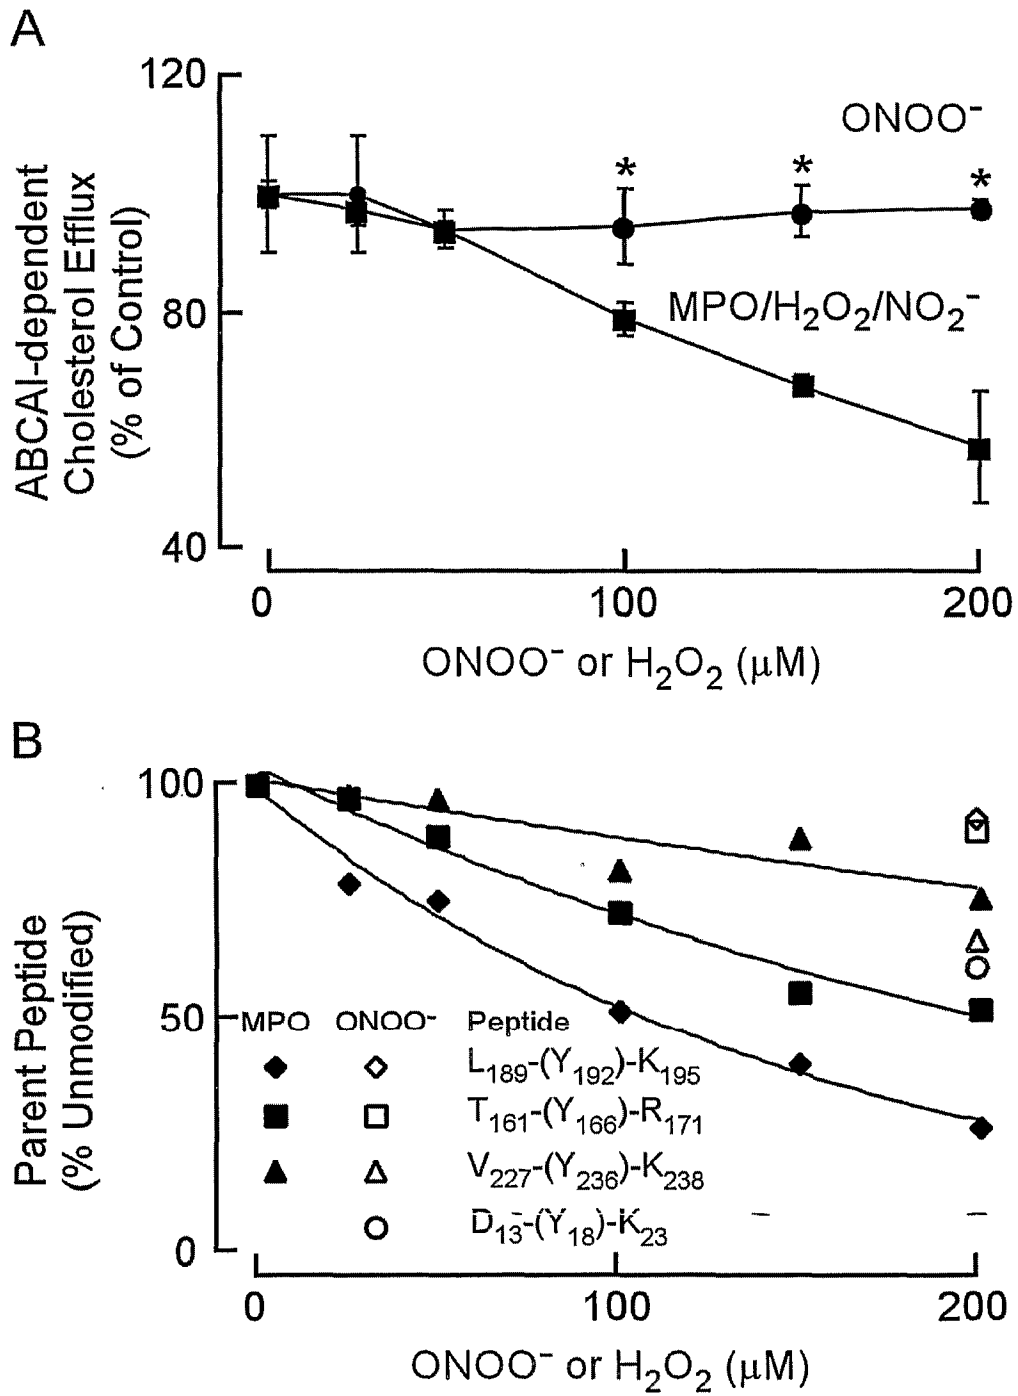 A
120
80
40
ABCAI-dependent
Cholesterol Efflux
(% of Control)
ONOO⁻
* * *
MPO/H₂O₂/NO₂⁻
0 100 200
ONOO⁻ or H₂O₂ (µM)
B
100
50
0
Parent Peptide
(% Unmodified)
MPO ONOO⁻ Peptide
L₁₈₉-(Y₁₉₂)-K₁₉₅
T₁₆₁-(Y₁₆₆)-R₁₇₁
V₂₂₇-(Y₂₃₆)-K₂₃₈
D₁₃-(Y₁₈)-K₂₃
0 100 200
ONOO⁻ or H₂O₂ (µM)